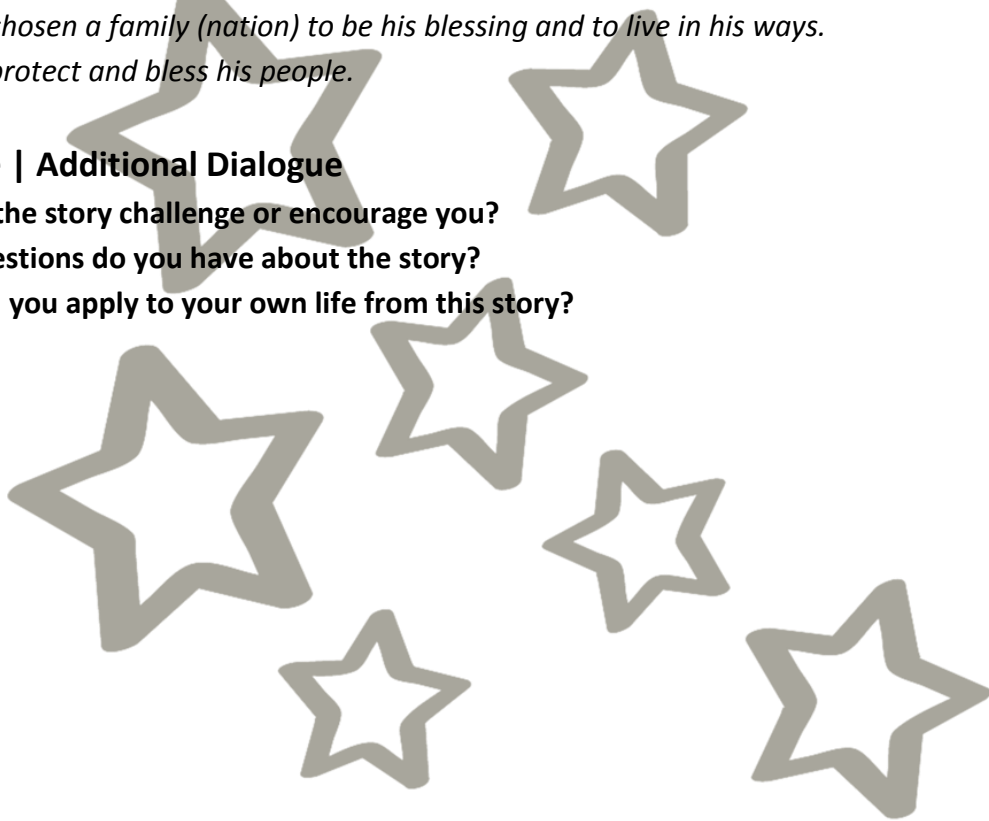 chosen a family (nation) to be his blessing and to live in his ways.
protect and bless his people.
| Additional Dialogue
the story challenge or encourage you?
estions do you have about the story?
you apply to your own life from this story?